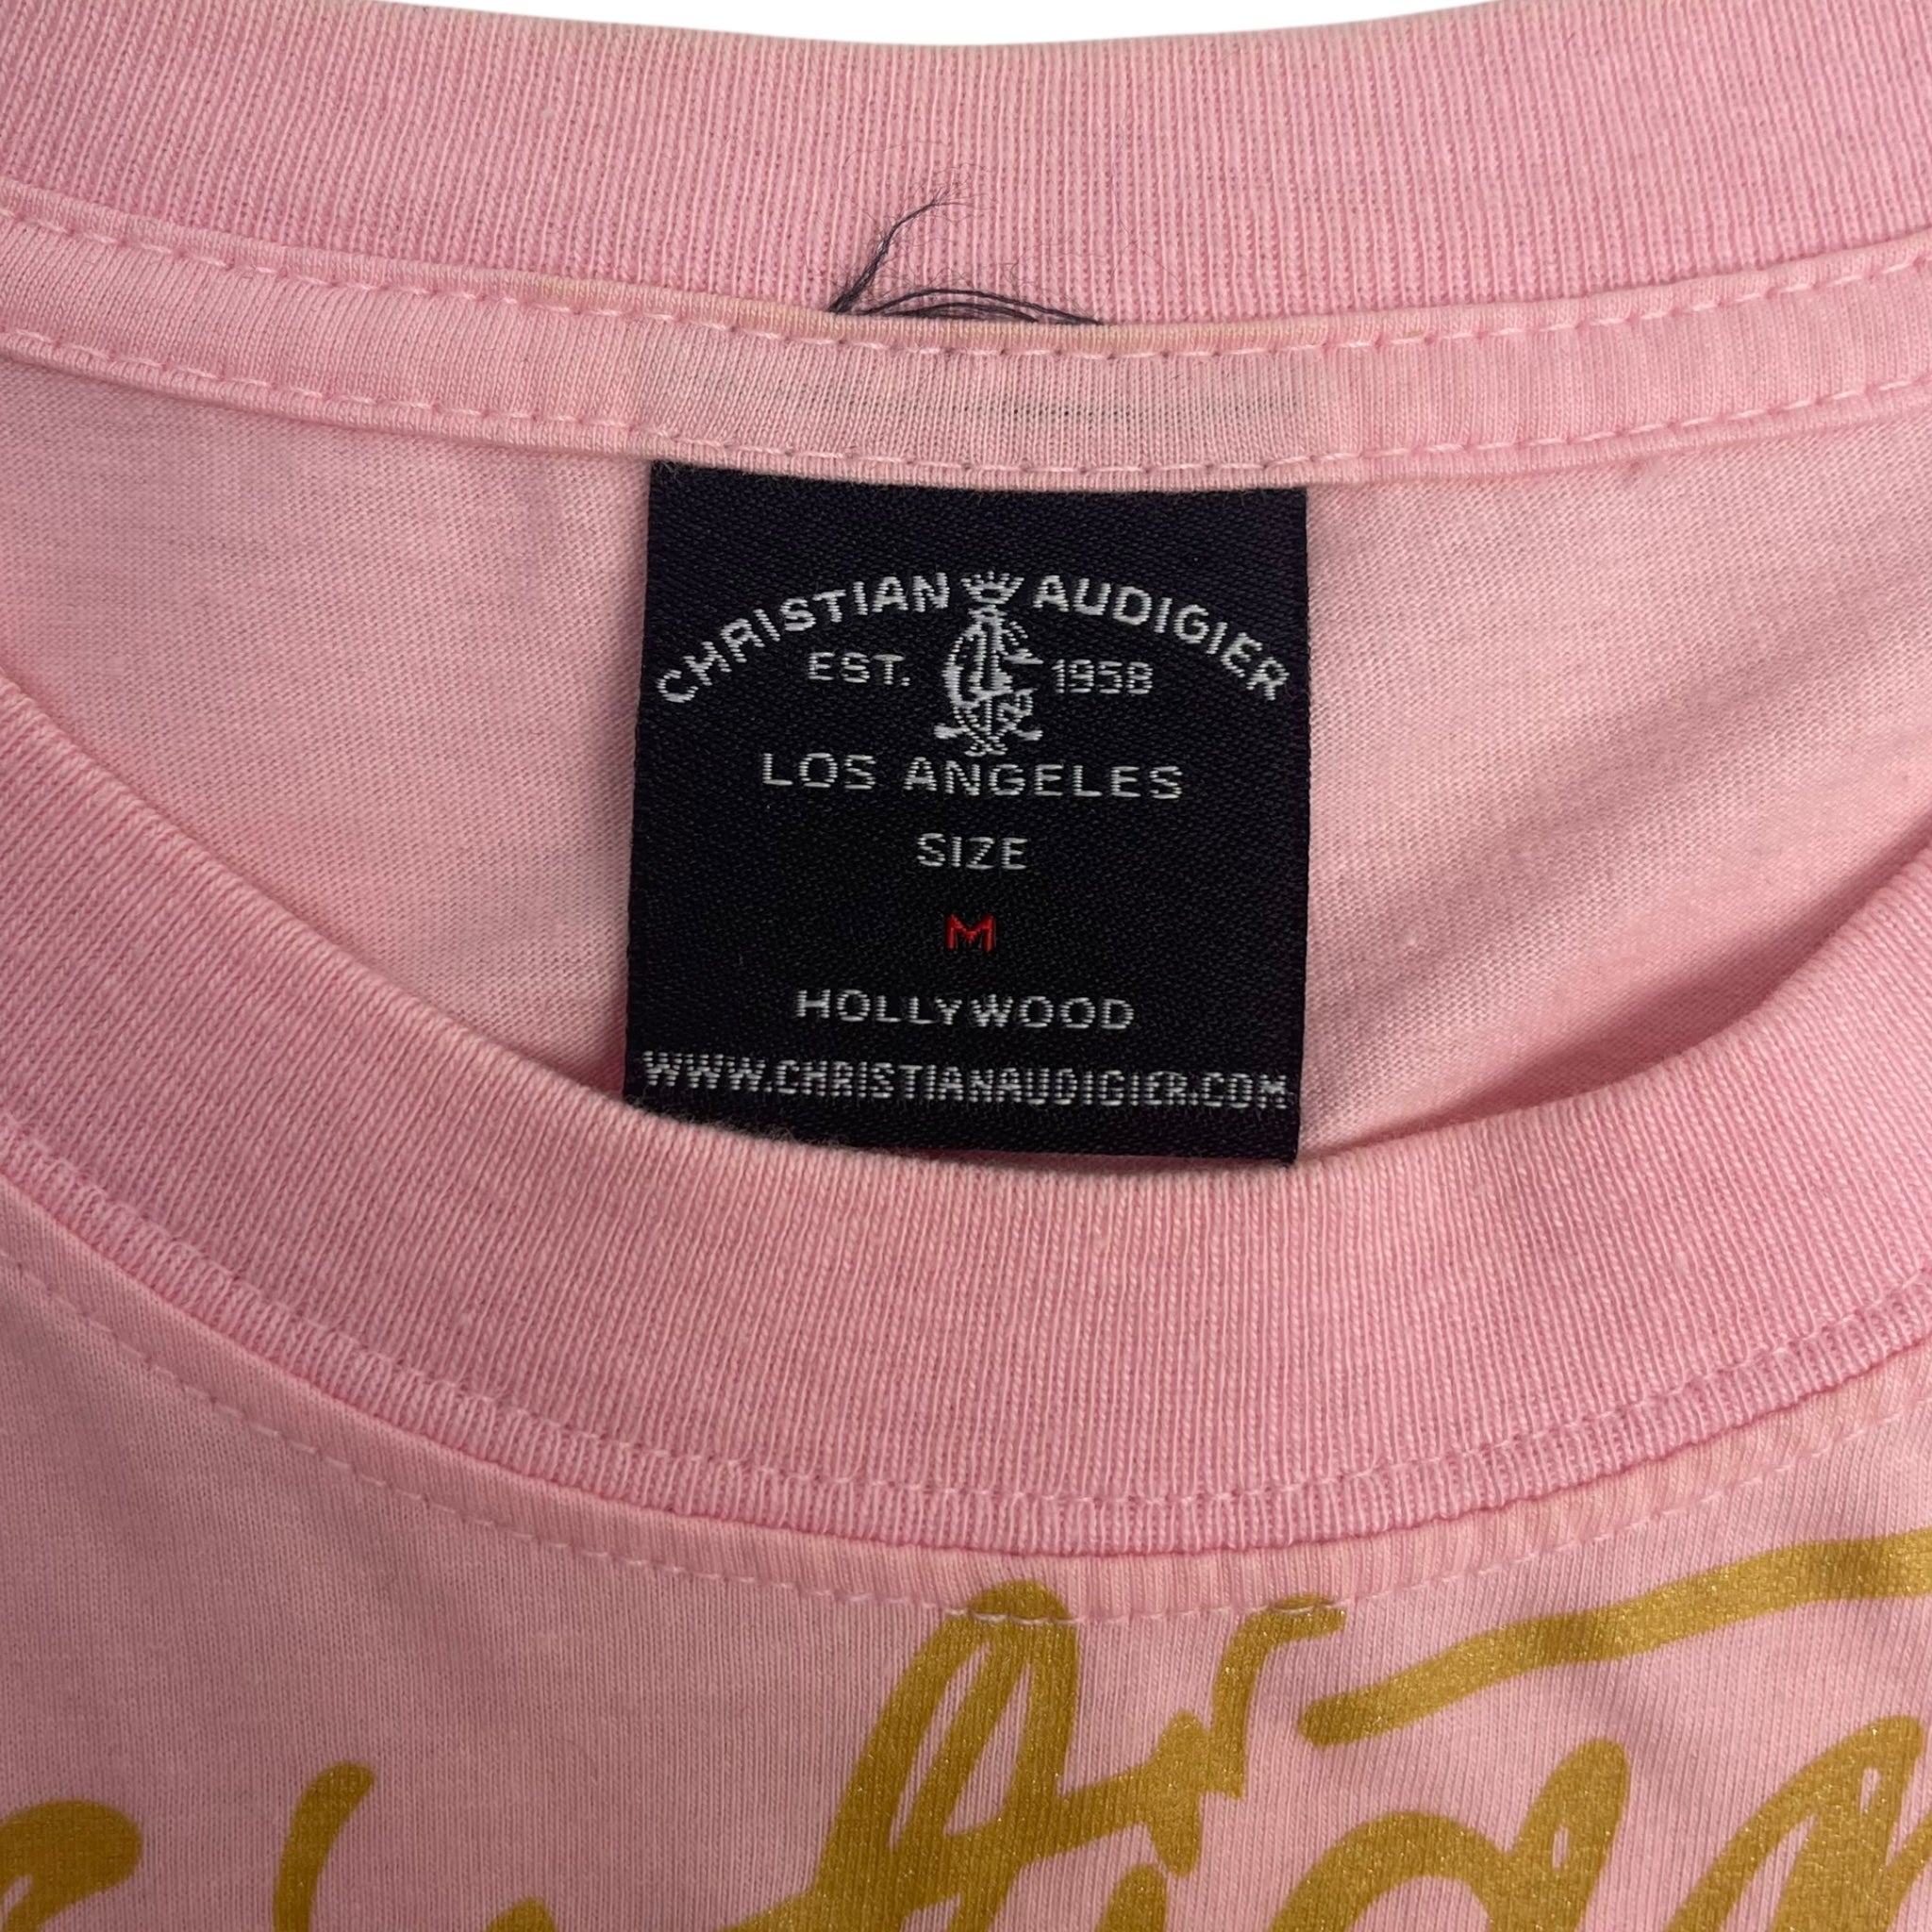 CHRISTIAN AUDIGIER
EST. 1958
LOS ANGELES
SIZE
M
HOLLYWOOD
WWW.CHRISTIANAUDIGIER.COM